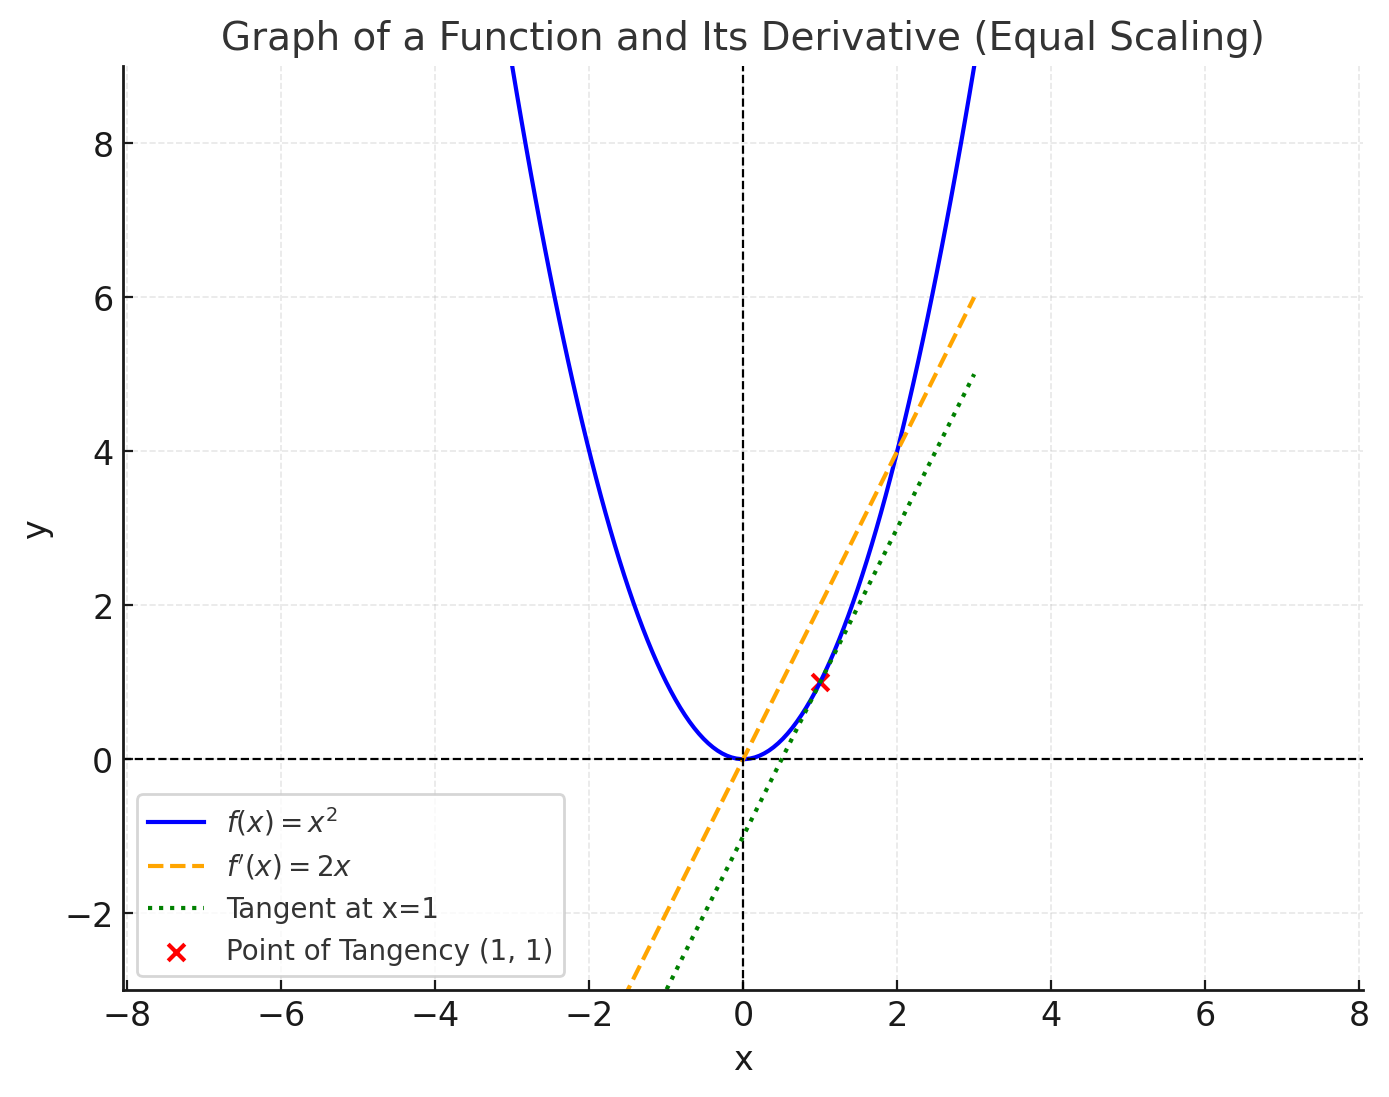 Graph of a Function and Its Derivative (Equal Scaling)
8
6
4
2
0
−2
y
f(x) = x²
f′(x) = 2x
Tangent at x=1
Point of Tangency (1, 1)
−8 −6 −4 −2 0 2 4 6 8
x